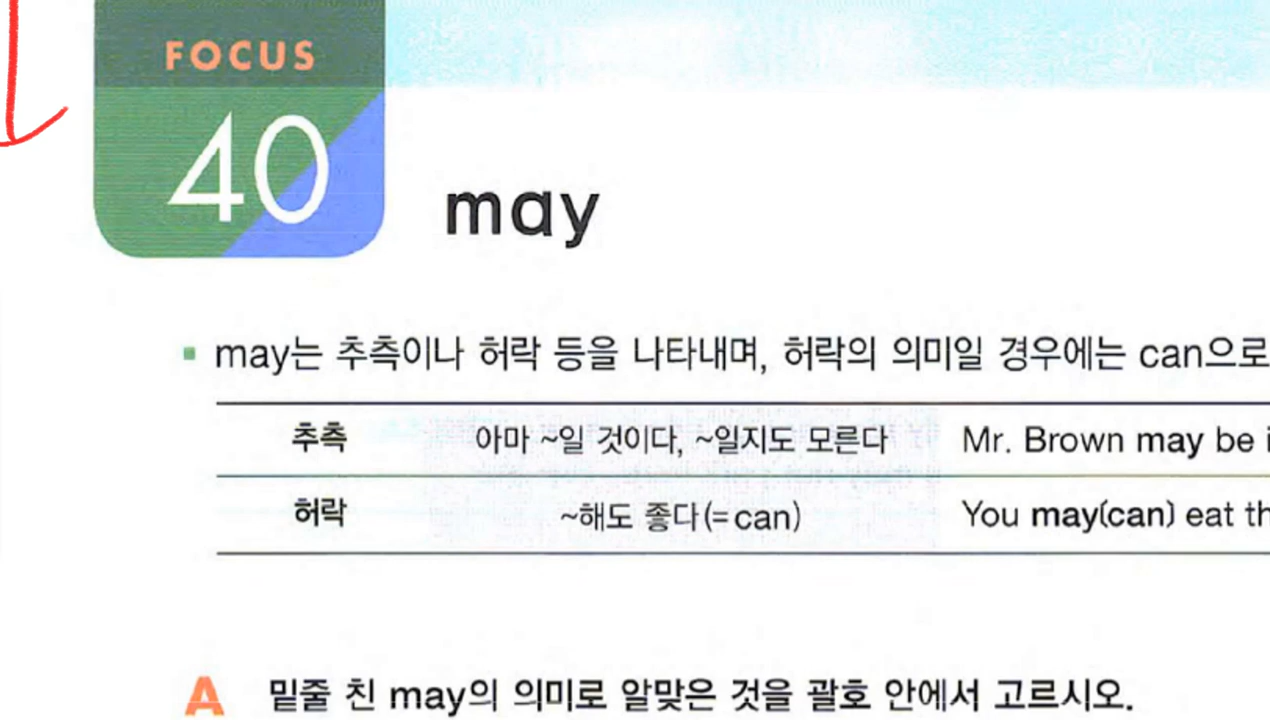 FOCUS
40
may
may는 추측이나 허락 등을 나타내며, 허락의 의미일 경우에는 can으로
추측 아마 ~일 것이다, ~일지도 모른다 Mr. Brown may be
허락 ~해도 좋다(=can) You may(can) eat
A 밑줄 친 may의 의미로 알맞은 것을 괄호 안에서 고르시오.